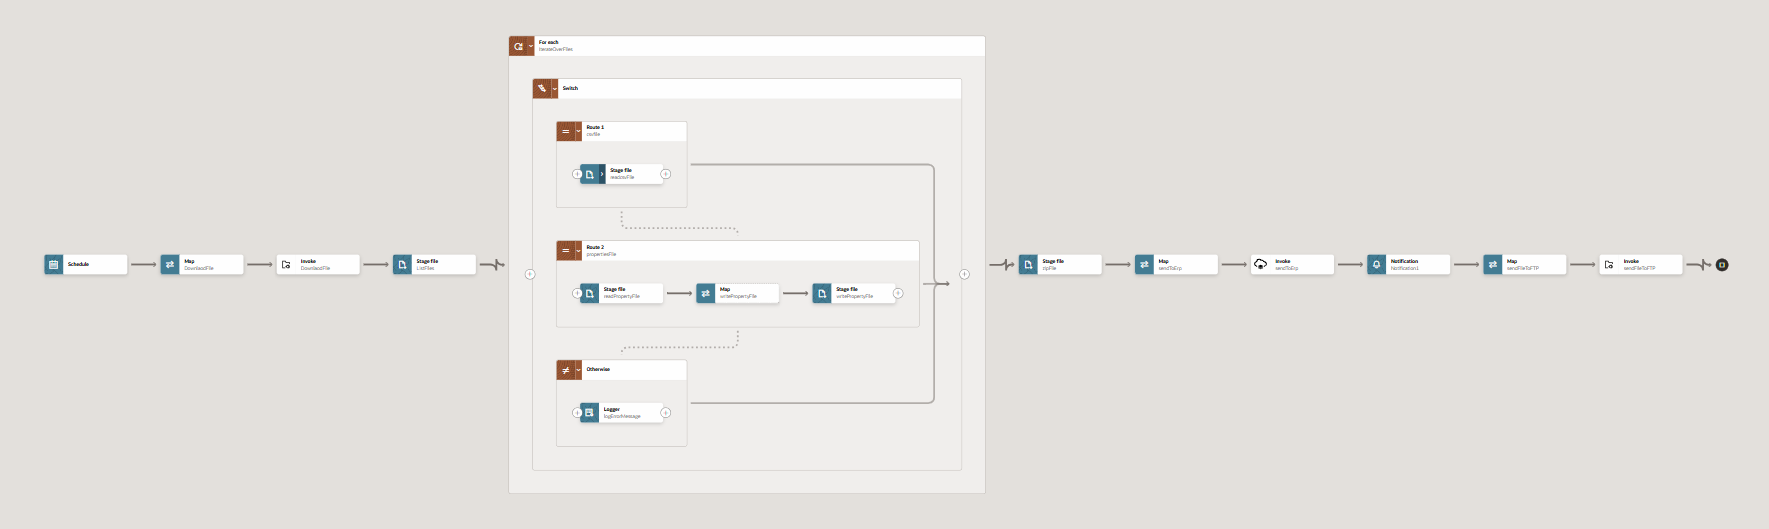 For each
IterateOverFiles
Switch
Route 1
csvFile
Stage file
readcsvFile
Schedule
Map
DownloadFile
Invoke
DownloadFile
Stage file
ListFiles
Route 2
propertiesFile
Stage file
readPropertyFile
Map
writePropertyFile
Stage file
writePropertyFile
Otherwise
Logger
logErrorMessage
Stage file
zipFile
Map
sendToErp
Invoke
sendToErp
Notification
Notification1
Map
sendFileToFTP
Invoke
sendFileToFTP